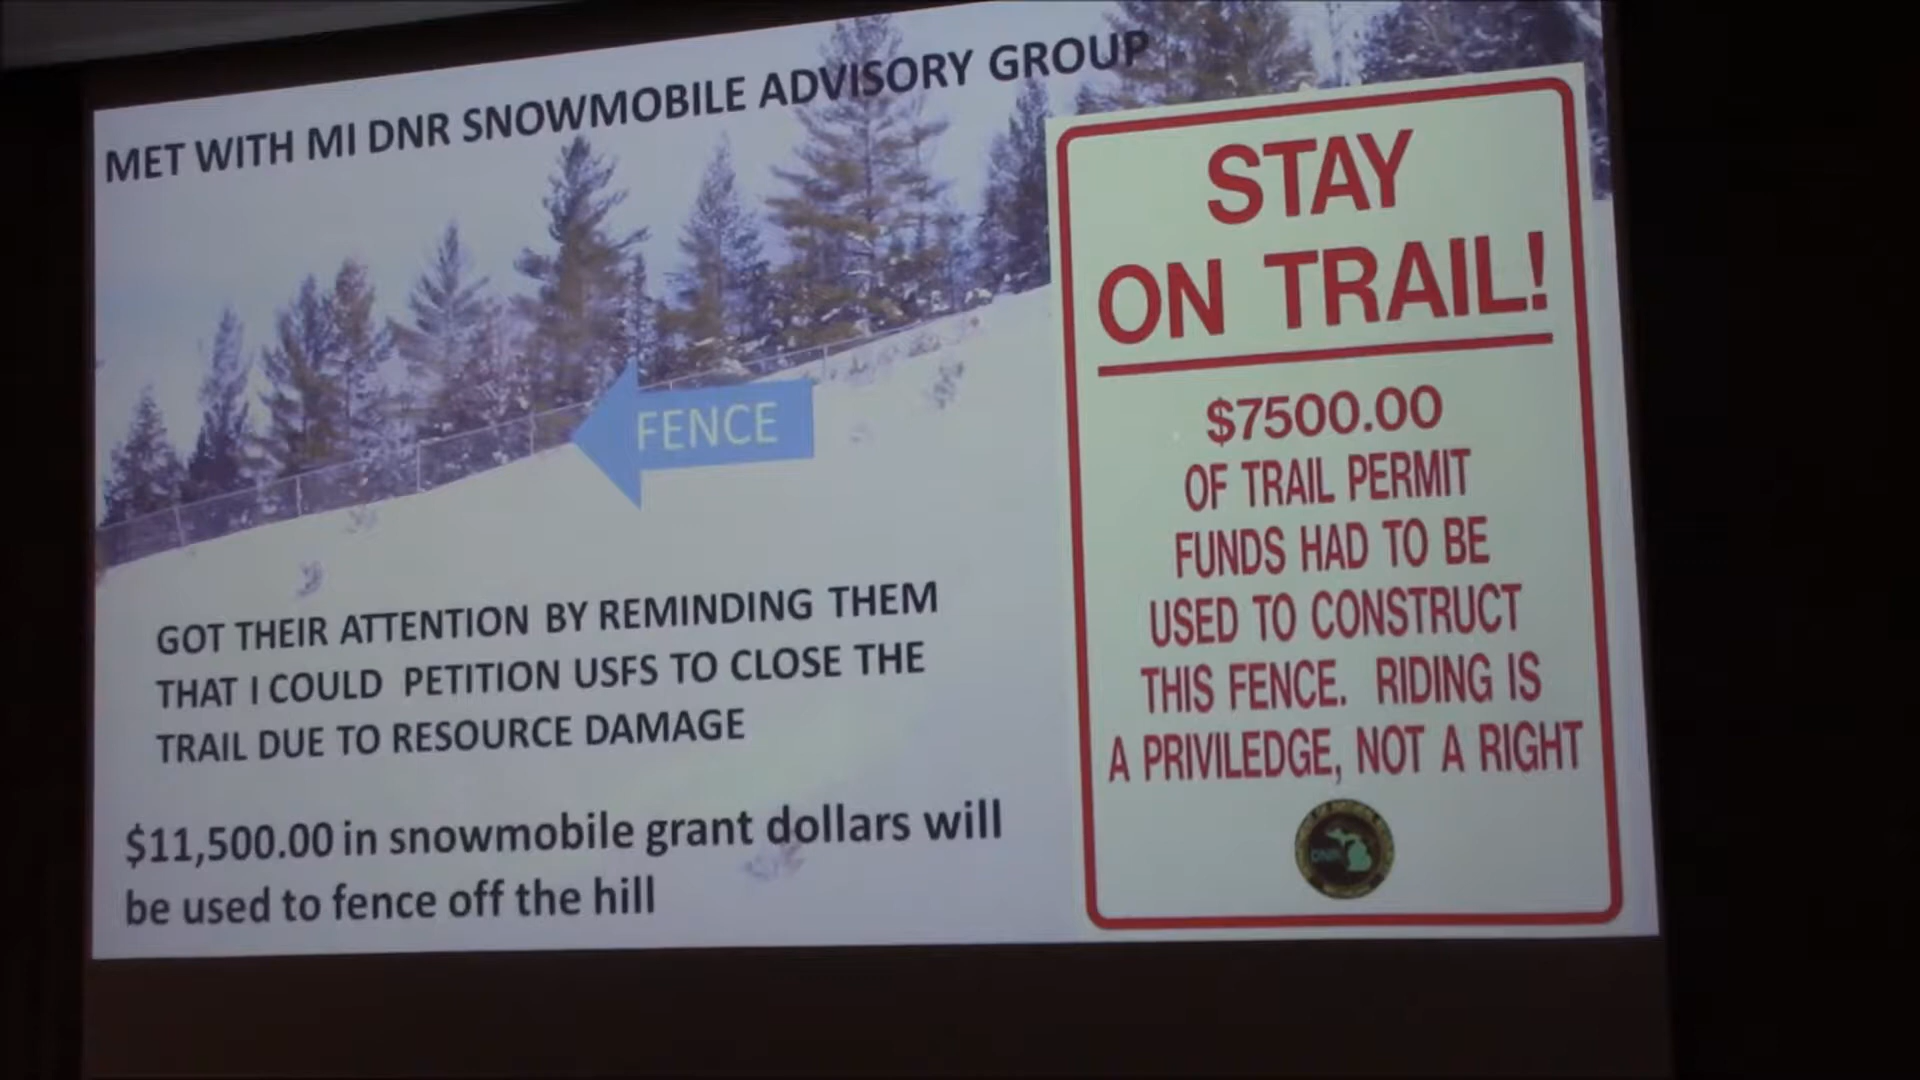 MET WITH MI DNR SNOWMOBILE ADVISORY GROUP
FENCE
GOT THEIR ATTENTION BY REMINDING THEM
THAT I COULD PETITION USFS TO CLOSE THE
TRAIL DUE TO RESOURCE DAMAGE
$11,500.00 in snowmobile grant dollars will
be used to fence off the hill
STAY
ON TRAIL!
$7500.00
OF TRAIL PERMIT
FUNDS HAD TO BE
USED TO CONSTRUCT
THIS FENCE. RIDING IS
A PRIVILEDGE, NOT A RIGHT
DNR